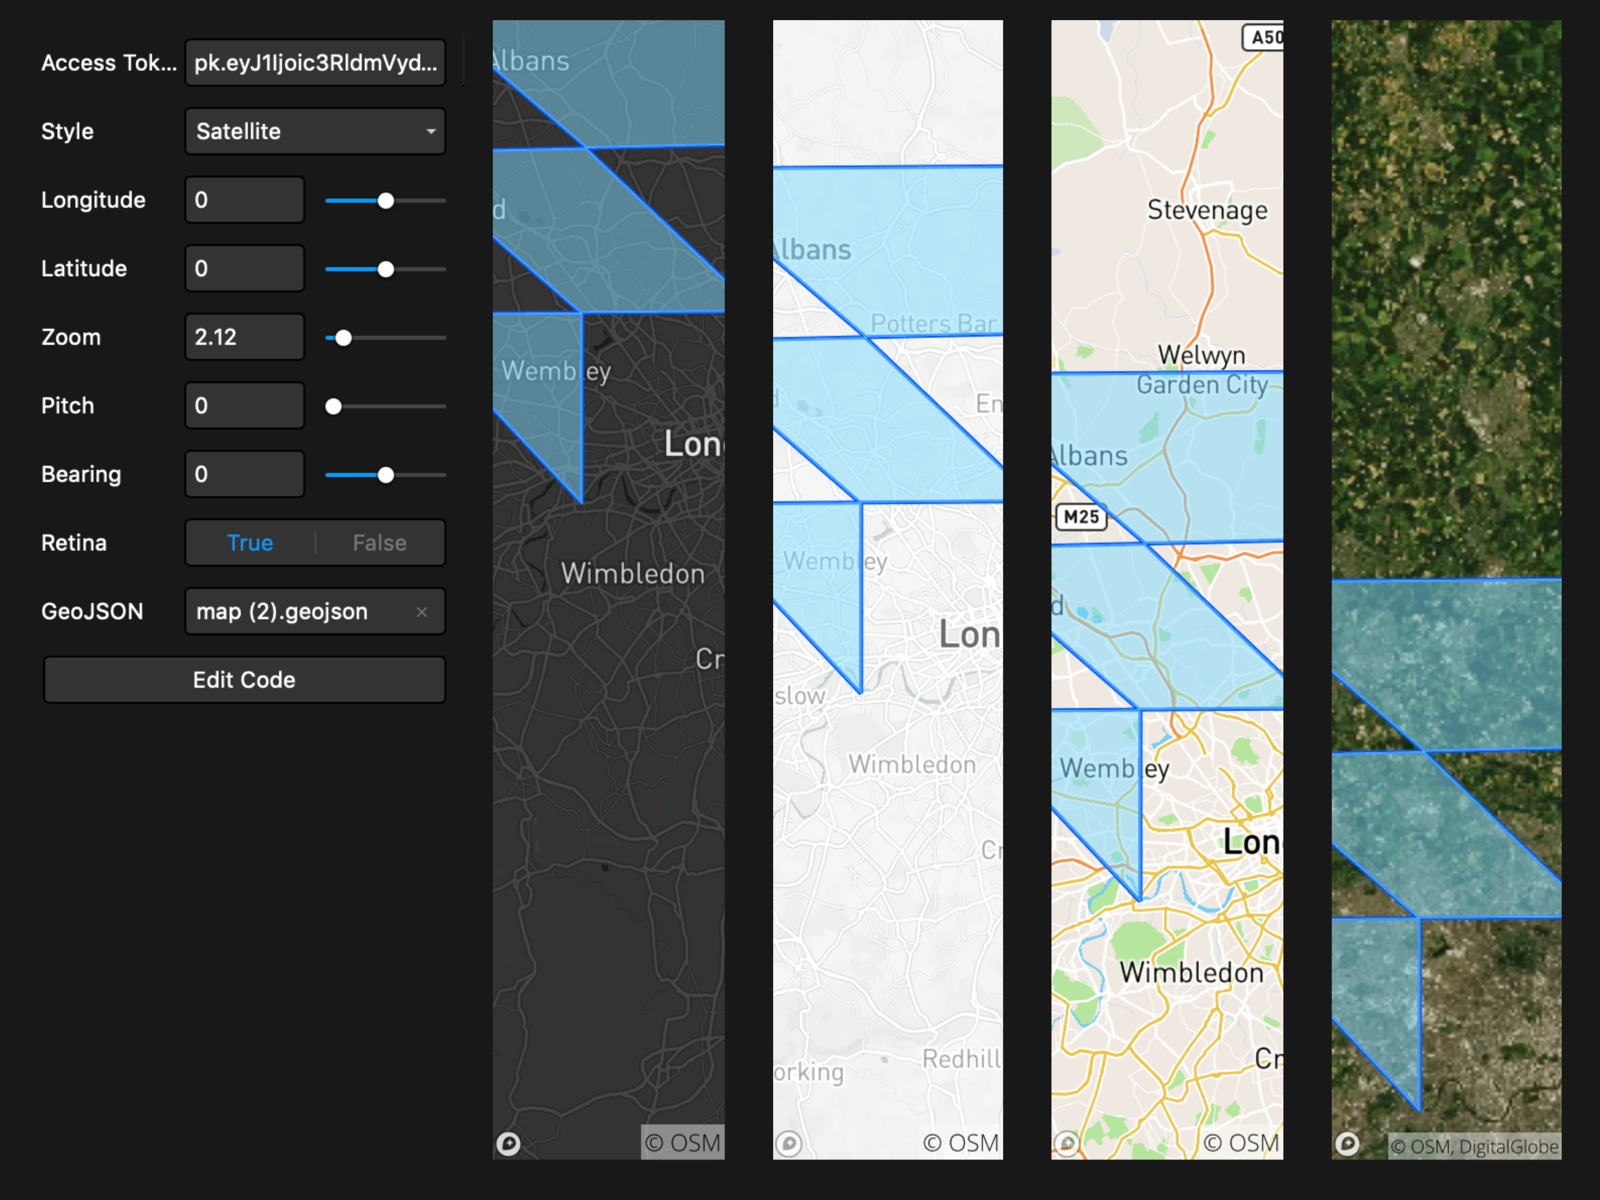 Access Tok...
pk.eyJ1Ijoic3RldmVyd...
Style
Satellite
Longitude
0
Latitude
0
Zoom
2.12
Pitch
0
Bearing
0
Retina
True
False
GeoJSON
map (2).geojson
×
Edit Code
Albans
d
Wembley
Lon
Wimbledon
Cr
© OSM
Albans
Potters Bar
d
En
Wembley
Lon
slow
Wimbledon
Cr
Redhill
orking
© OSM
A50
Stevenage
Welwyn
Garden City
Albans
M25
d
Wembley
Lon
Wimbledon
Cr
© OSM
© OSM, DigitalGlobe